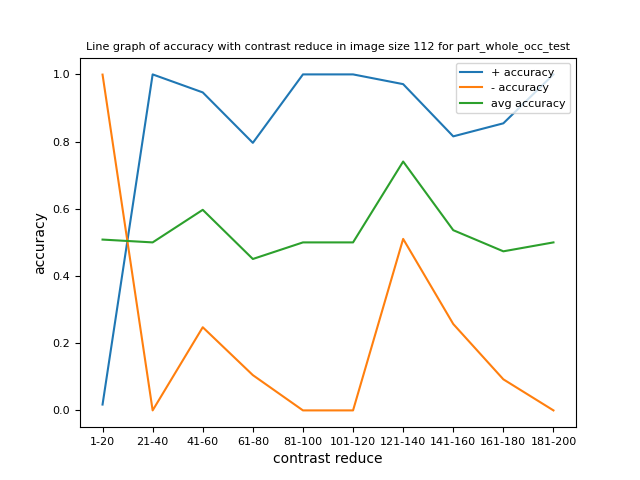 Line graph of accuracy with contrast reduce in image size 112 for part_whole_occ_test
+ accuracy
- accuracy
avg accuracy
1.0
0.8
0.6
0.4
0.2
0.0
accuracy
1-20 21-40 41-60 61-80 81-100 101-120 121-140 141-160 161-180 181-200
contrast reduce